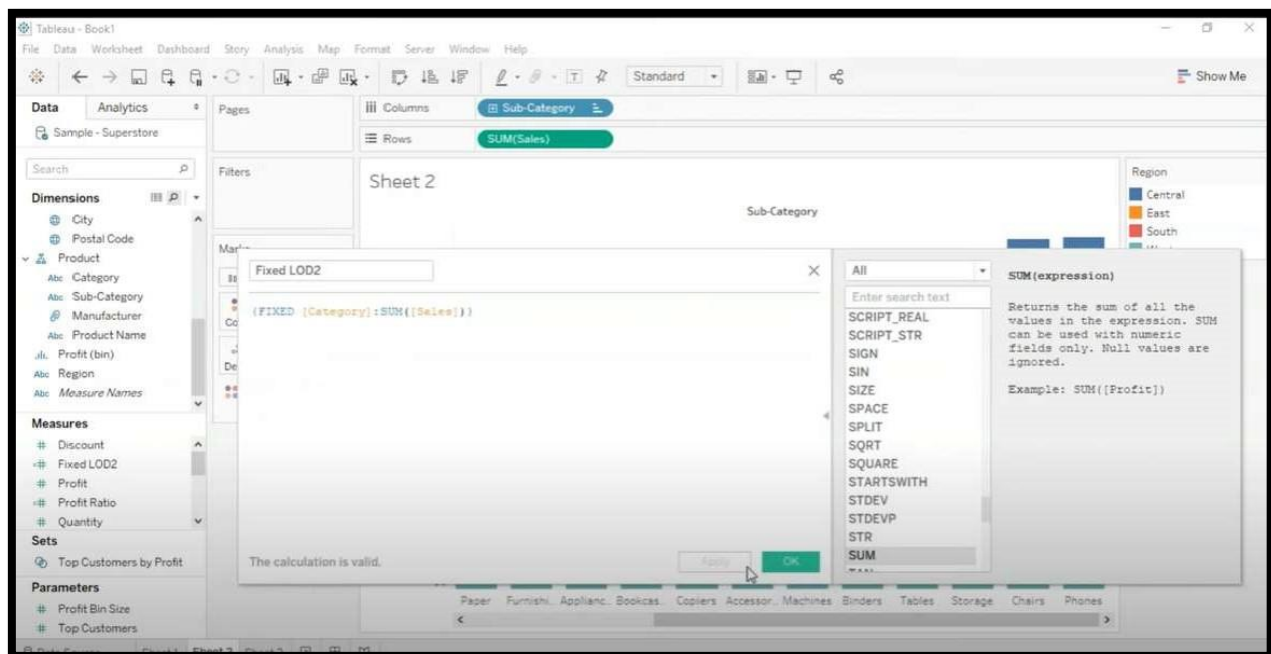 Tableau - Book1
File Data Worksheet Dashboard Story Analysis Map Format Server Window Help
Standard
Show Me
Data Analytics
Pages
Columns
Sub-Category
Sample - Superstore
Rows
SUM(Sales)
Search
Filters
Sheet 2
Region
Dimensions
Central
City
Sub-Category
East
Postal Code
South
Product
Fixed LOD2
All
SUM(expression)
Abc Category
Enter search text
Abc Sub-Category
{FIXED [Category]:SUM([Sales])}
SCRIPT_REAL
Returns the sum of all the
Manufacturer
SCRIPT_STR
values in the expression. SUM
Abc Product Name
SIGN
can be used with numeric
Profit (bin)
SIN
fields only. Null values are
Abc Region
SIZE
ignored.
Abc Measure Names
SPACE
Example: SUM([Profit])
Measures
SPLIT
# Discount
SQRT
Fixed LOD2
SQUARE
# Profit
STARTSWITH
Profit Ratio
STDEV
# Quantity
STDEVP
Sets
STR
Top Customers by Profit
The calculation is valid.
Apply
OK
SUM
Parameters
# Profit Bin Size
Paper Furnishi.. Applianc.. Bookcas.. Copiers Accessor.. Machines Binders Tables Storage Chairs Phones
# Top Customers